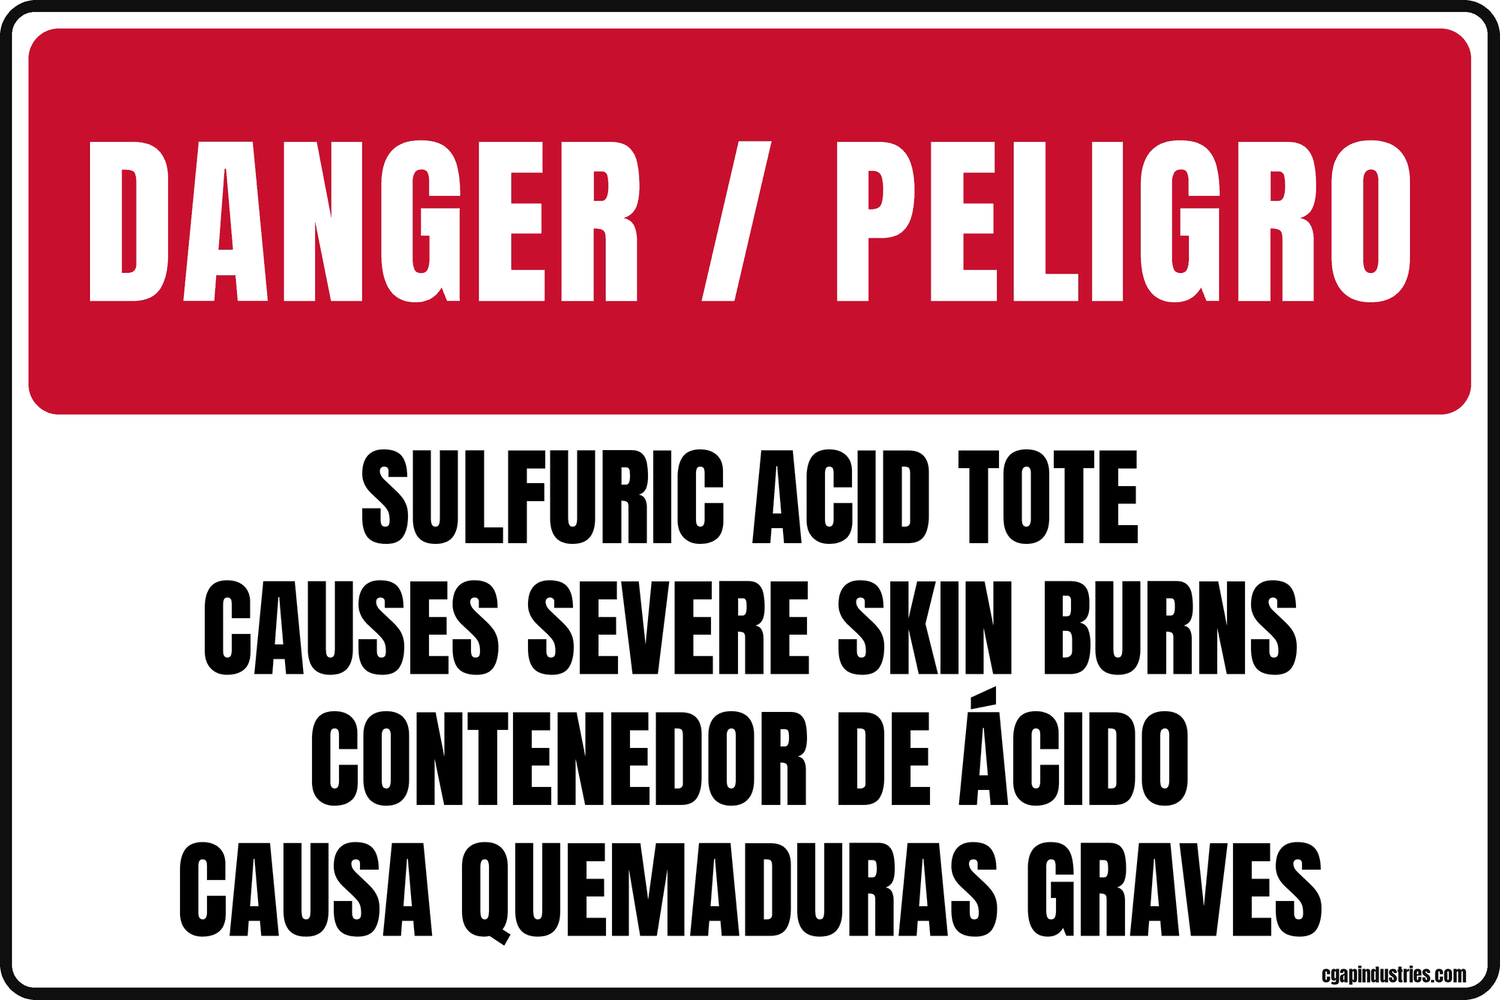 DANGER / PELIGRO
SULFURIC ACID TOTE
CAUSES SEVERE SKIN BURNS
CONTENEDOR DE ÁCIDO
CAUSA QUEMADURAS GRAVES
cgapindustries.com